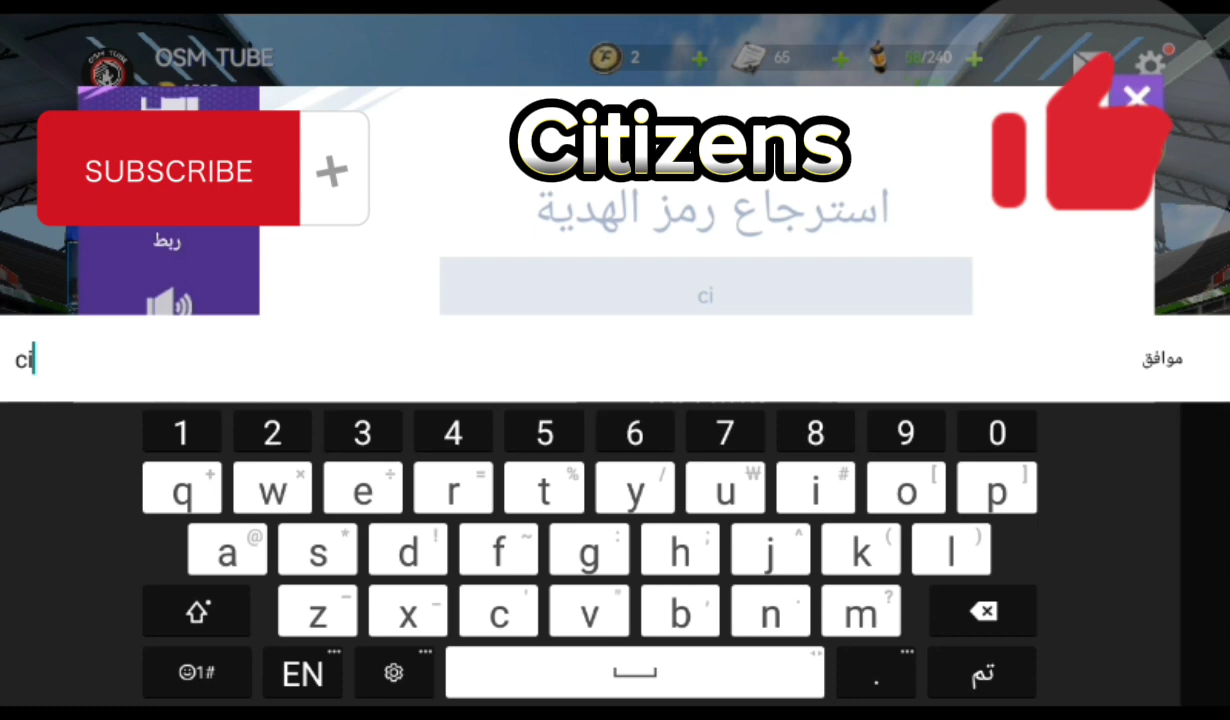 OSM TUBE
2
65
58/240
SUBSCRIBE
Citizens
استرجاع رمز الهدية
ربط
ci
ci
موافق
1 2 3 4 5 6 7 8 9 0
q w e r t y u i o p
a s d f g h j k l
z x c v b n m
☺1# EN . تم